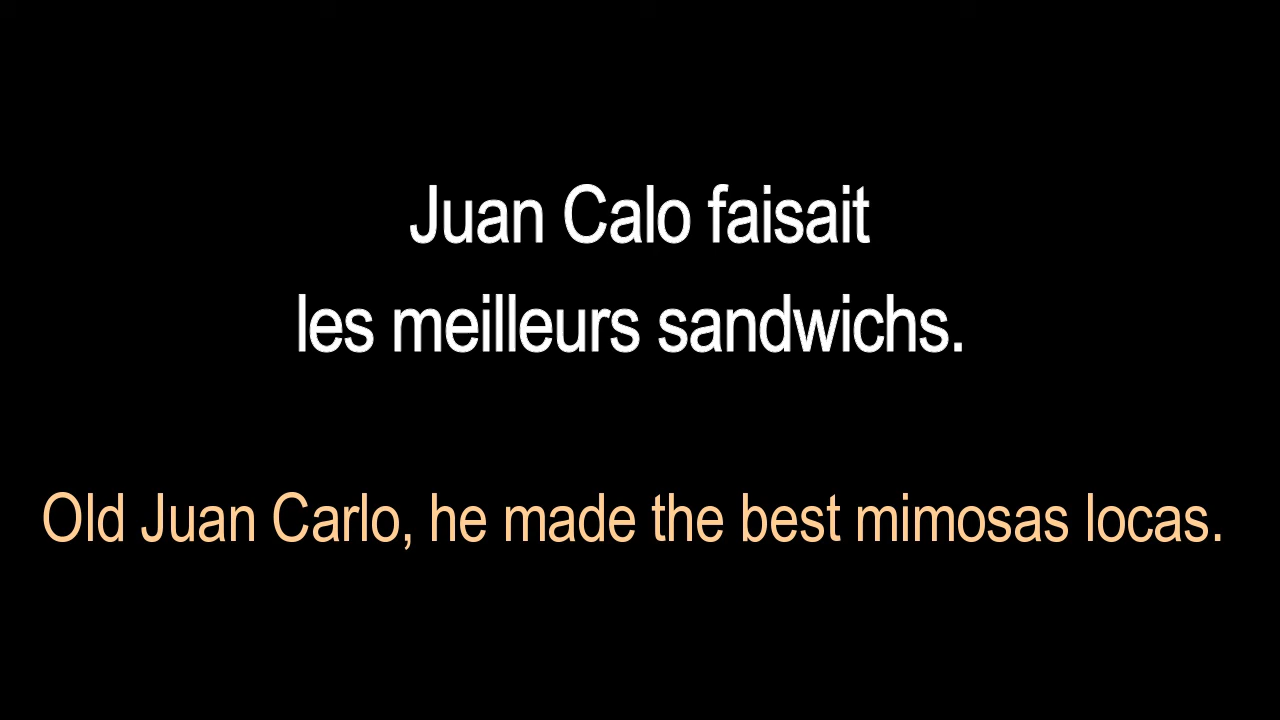 Juan Calo faisait
les meilleurs sandwichs.
Old Juan Carlo, he made the best mimosas locas.